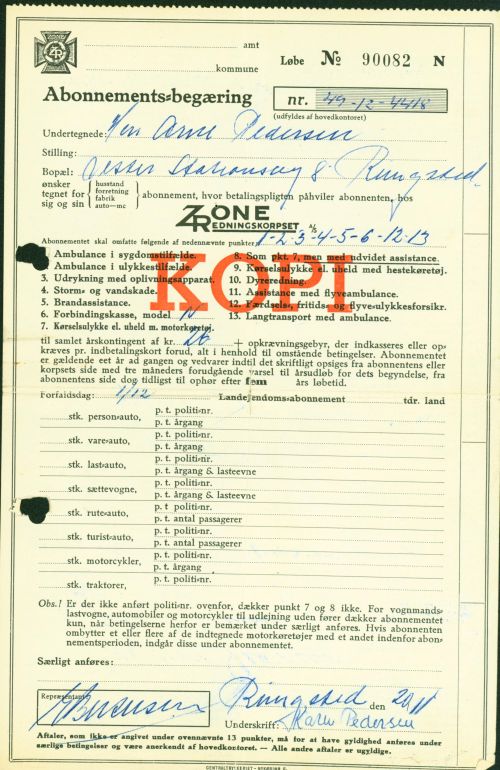 amt
kommune
Løbe No 90082 N
Abonnements-begæring
nr. 49-12-4418
(udfyldes af hovedkontoret)
Undertegnede: Herr Arne Pedersen
Stilling:
Bopæl: Vester Stationsvej 8. Ringsted.
ønsker tegnet for sig og sin { husstand forretning fabrik auto-mc } abonnement, hvor betalingspligten påhviler abonnenten, hos
ZONE
REDNINGSKORPSET A/S
Abonnementet skal omfatte følgende af nedennævnte punkter: 1-2-3-4-5-6-12-13
KOPI
1. Ambulance i sygdomstilfælde.
2. Ambulance i ulykkestilfælde.
3. Udrykning med oplivningsapparat.
4. Storm- og vandskade.
5. Brandassistance.
6. Forbindingskasse, model N
7. Kørselsulykke el. uheld m. motorkøretøj.
8. Som pkt. 7, men med udvidet assistance.
9. Kørselsulykke el. uheld med hestekøretøj.
10. Dyreredning.
11. Assistance med flyveambulance.
12. Færdsels, fritids- og flyve-ulykkesforsikr.
13. Langtransport med ambulance.
til samlet årskontingent af kr. 26 + opkrævningsgebyr, der indkasseres eller op-
kræves pr. indbetalingskort forud, alt i henhold til omstående betingelser. Abonnementet
er gældende eet år ad gangen og vedvarer indtil det skriftligt opsiges fra abonnentens eller
korpsets side med tre måneders forudgående varsel til årsudløb for dets begyndelse, fra
abonnentens side dog tidligst til ophør efter fem års løbetid.
Forfaldsdag: 1/12 Landejendoms-abonnement tdr. land
stk. person-auto, p. t. politi-nr.
p. t. årgang
stk. vare-auto, p. t. politi-nr.
p. t. årgang
stk. last-auto, p. t. politi-nr.
p. t. årgang & lasteevne
stk. sættevogne, p. t. politi-nr.
p. t. årgang & lasteevne
stk. rute-auto, p. t. politi-nr.
p. t. antal passagerer
stk. turist-auto, p. t. politi-nr.
p. t. antal passagerer
stk. motorcykler, p. t. politi-nr.
p. t. årgang
stk. traktorer, p. t. politi-nr.
Obs.! Er der ikke anført politi-nr. ovenfor, dækker punkt 7 og 8 ikke. For vognmands-
lastvogne, automobiler og motorcykler til udlejning uden fører dækker abonnementet
kun, når betingelserne herfor er bemærket under særligt anføres. Hvis abonnenten
ombytter et eller flere af de indtegnede motorkøretøjer med et andet indenfor abon-
nementsperioden, indgår disse under abonnementet.
Særligt anføres:
Repræsentant
Ringsted den 20/11
Underskrift: Karen Pedersen
Aftaler, som ikke er angivet under ovennævnte 13 punkter, må, for at have gyldighed anføres under
særlige betingelser og være anerkendt af hovedkontoret. — Alle andre aftaler er ugyldige.